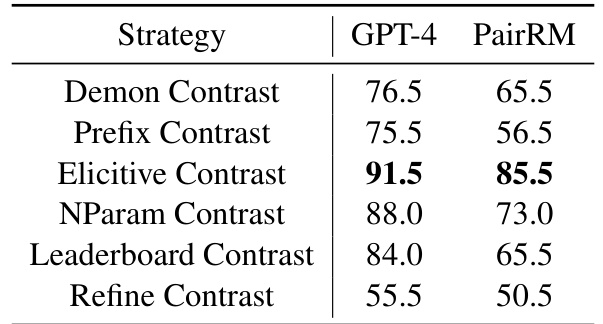 Strategy GPT-4 PairRM
Demon Contrast 76.5 65.5
Prefix Contrast 75.5 56.5
Elicitive Contrast 91.5 85.5
NParam Contrast 88.0 73.0
Leaderboard Contrast 84.0 65.5
Refine Contrast 55.5 50.5